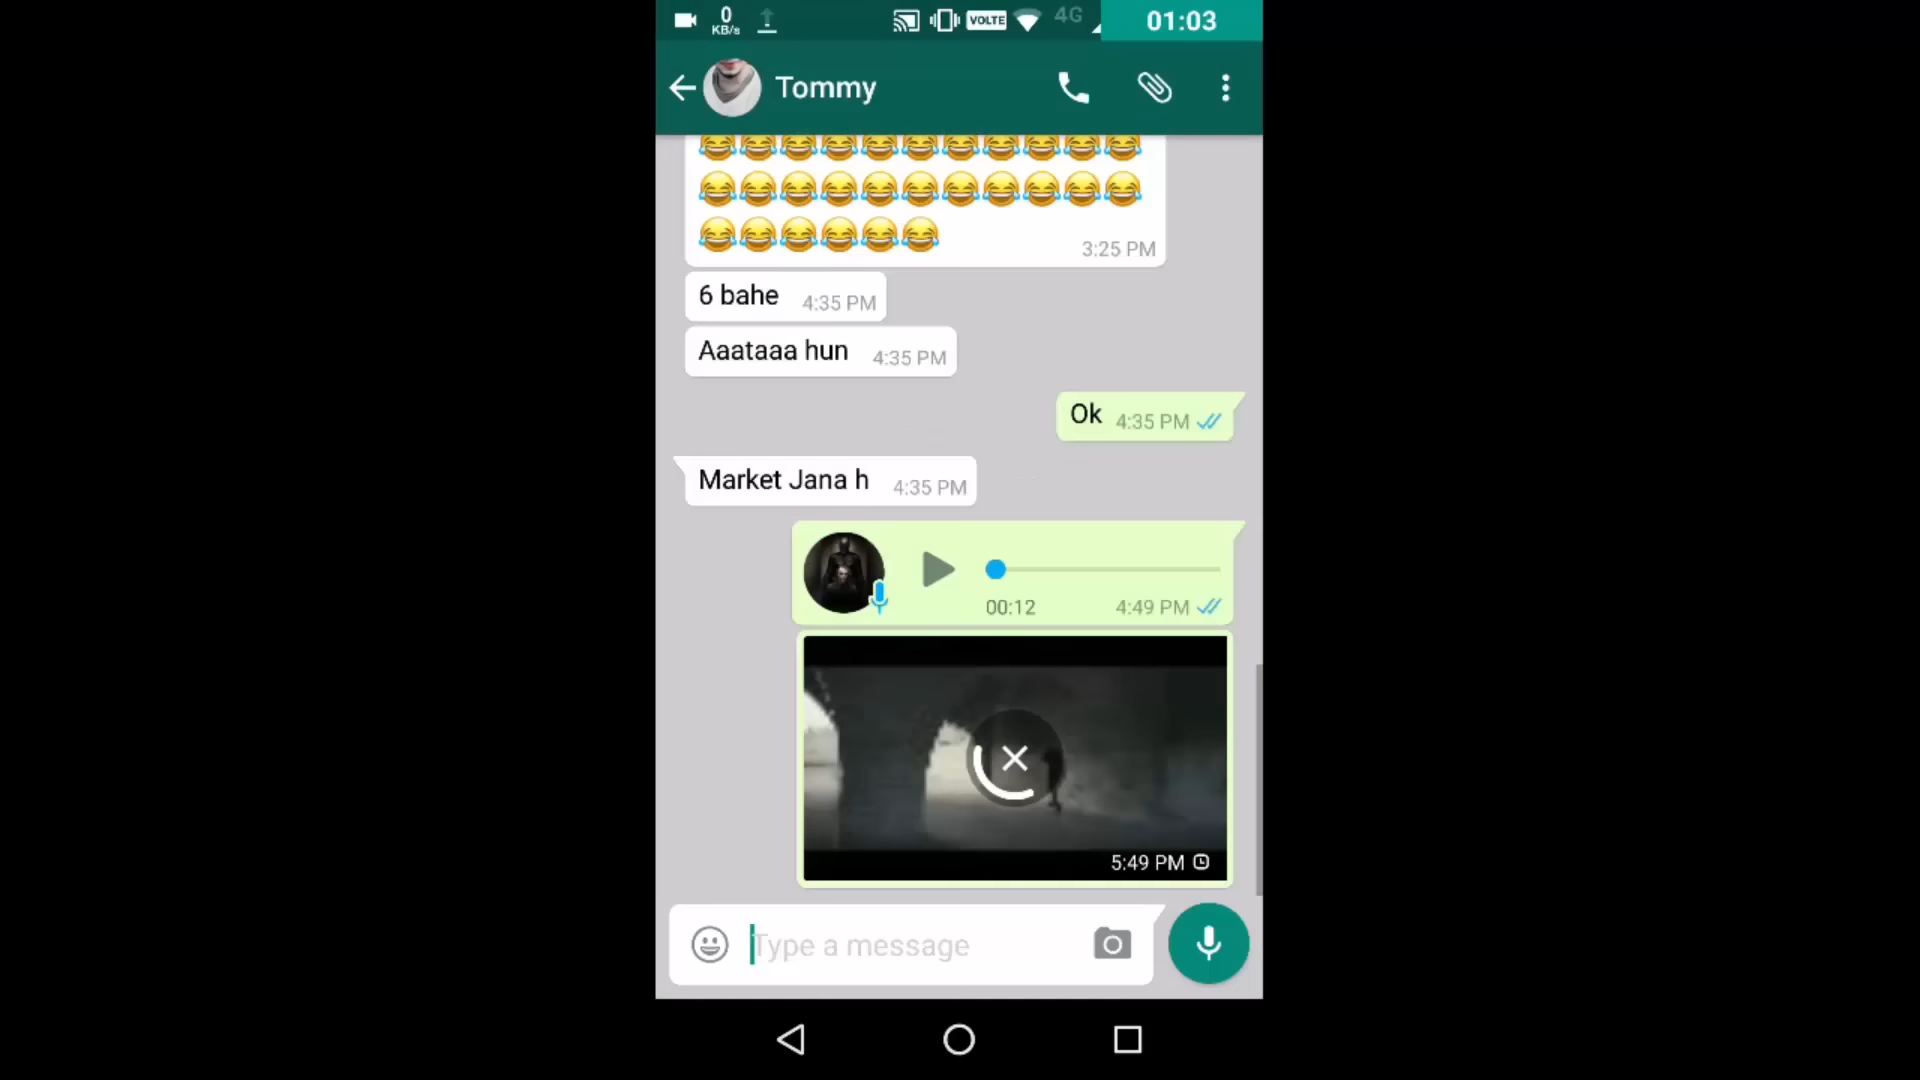 0
KB/s
VOLTE
4G
01:03
Tommy
😂😂😂😂😂😂😂😂😂😂😂
😂😂😂😂😂😂😂😂😂😂😂
😂😂😂😂😂😂
3:25 PM
6 bahe 4:35 PM
Aaataaa hun 4:35 PM
Ok 4:35 PM
Market Jana h 4:35 PM
00:12 4:49 PM
5:49 PM
Type a message